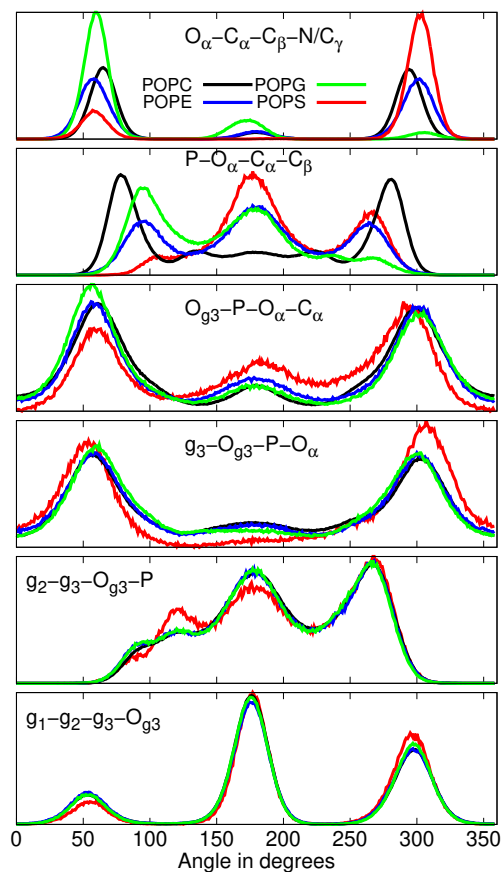 Oα–Cα–Cβ–N/Cγ
POPC POPG
POPE POPS
P–Oα–Cα–Cβ
Og3–P–Oα–Cα
g3–Og3–P–Oα
g2–g3–Og3–P
g1–g2–g3–Og3
0 50 100 150 200 250 300 350
Angle in degrees